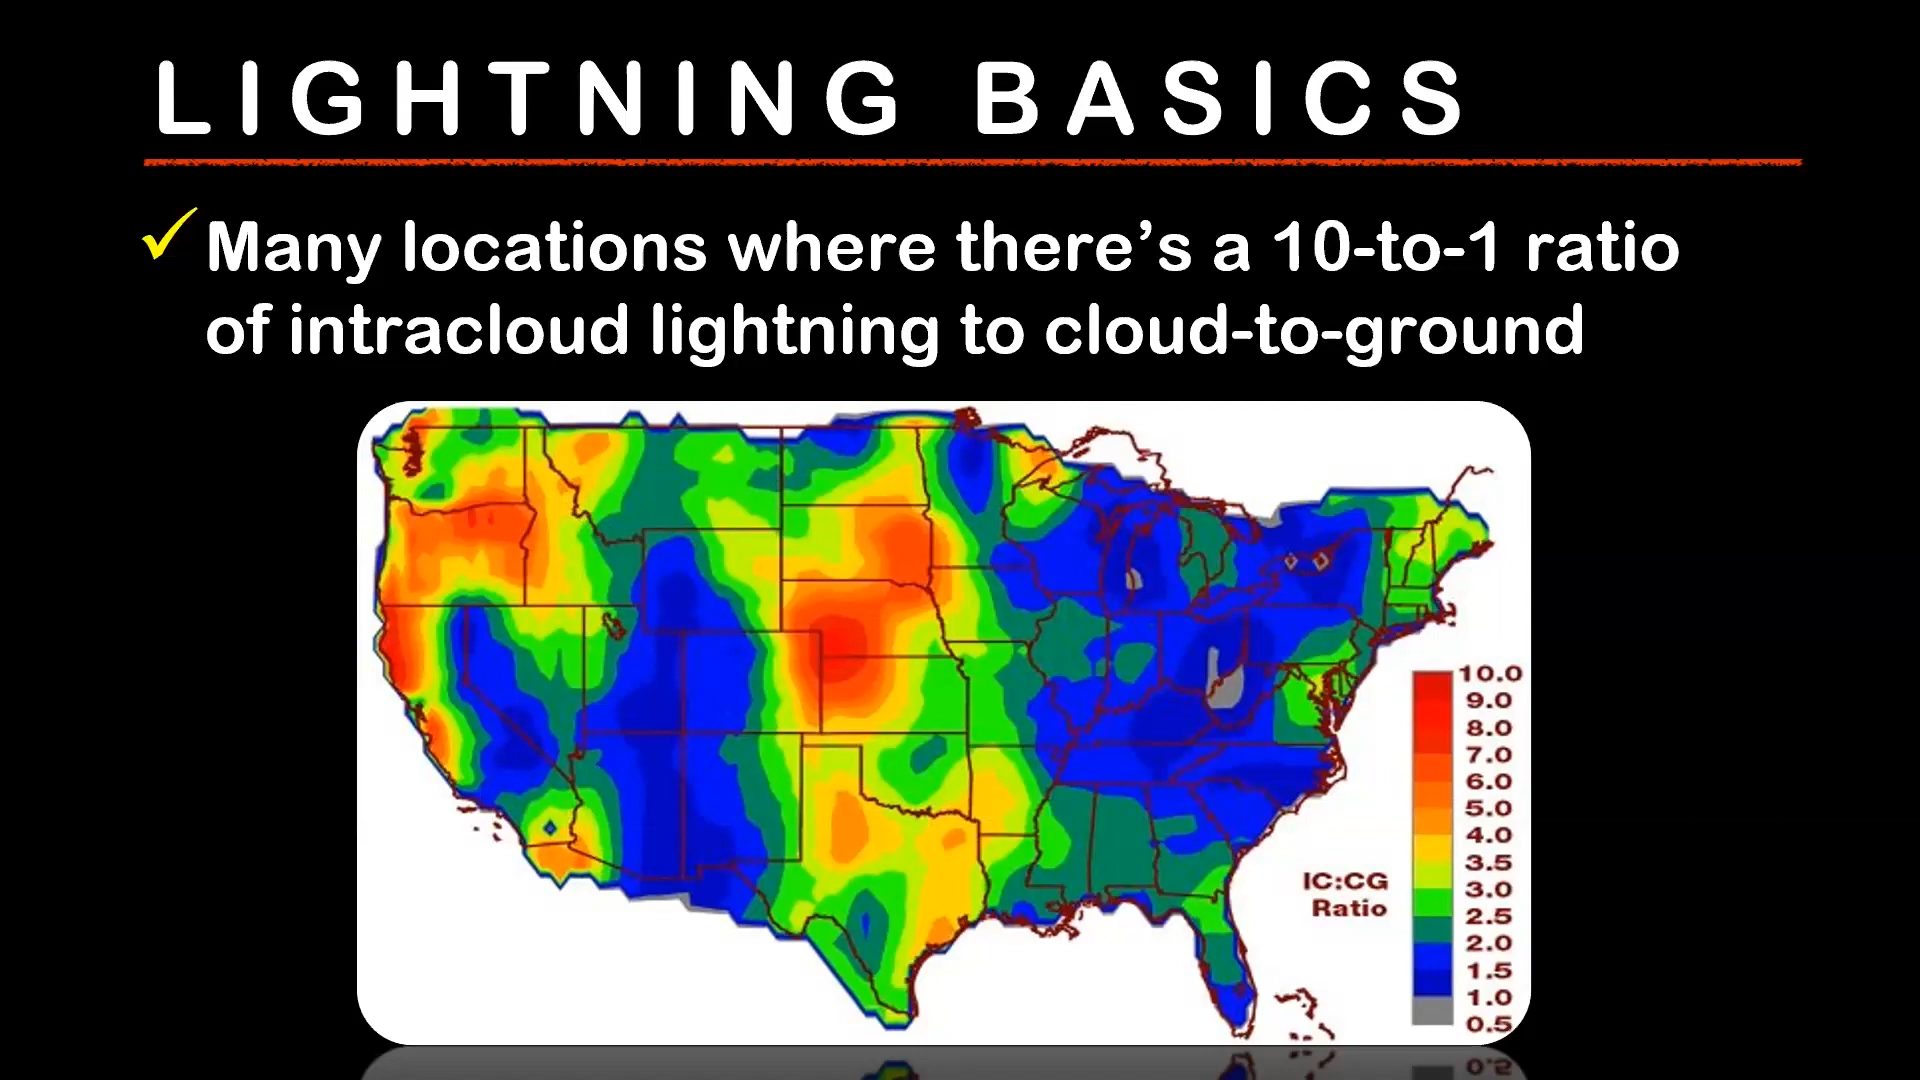 LIGHTNING BASICS
Many locations where there's a 10-to-1 ratio
of intracloud lightning to cloud-to-ground
10.0
9.0
8.0
7.0
6.0
5.0
4.0
3.5
3.0
2.5
2.0
1.5
1.0
0.5
IC:CG
Ratio